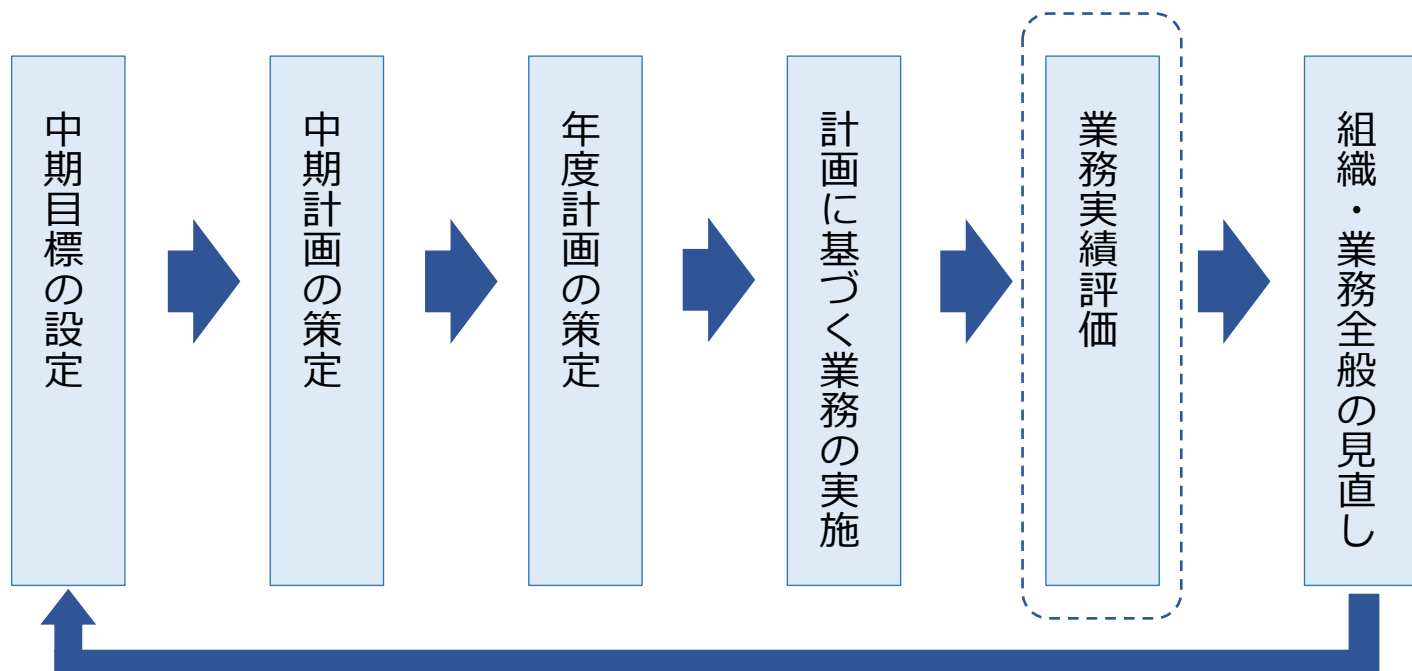 中期目標の設定
中期計画の策定
年度計画の策定
計画に基づく業務の実施
業務実績評価
組織・業務全般の見直し